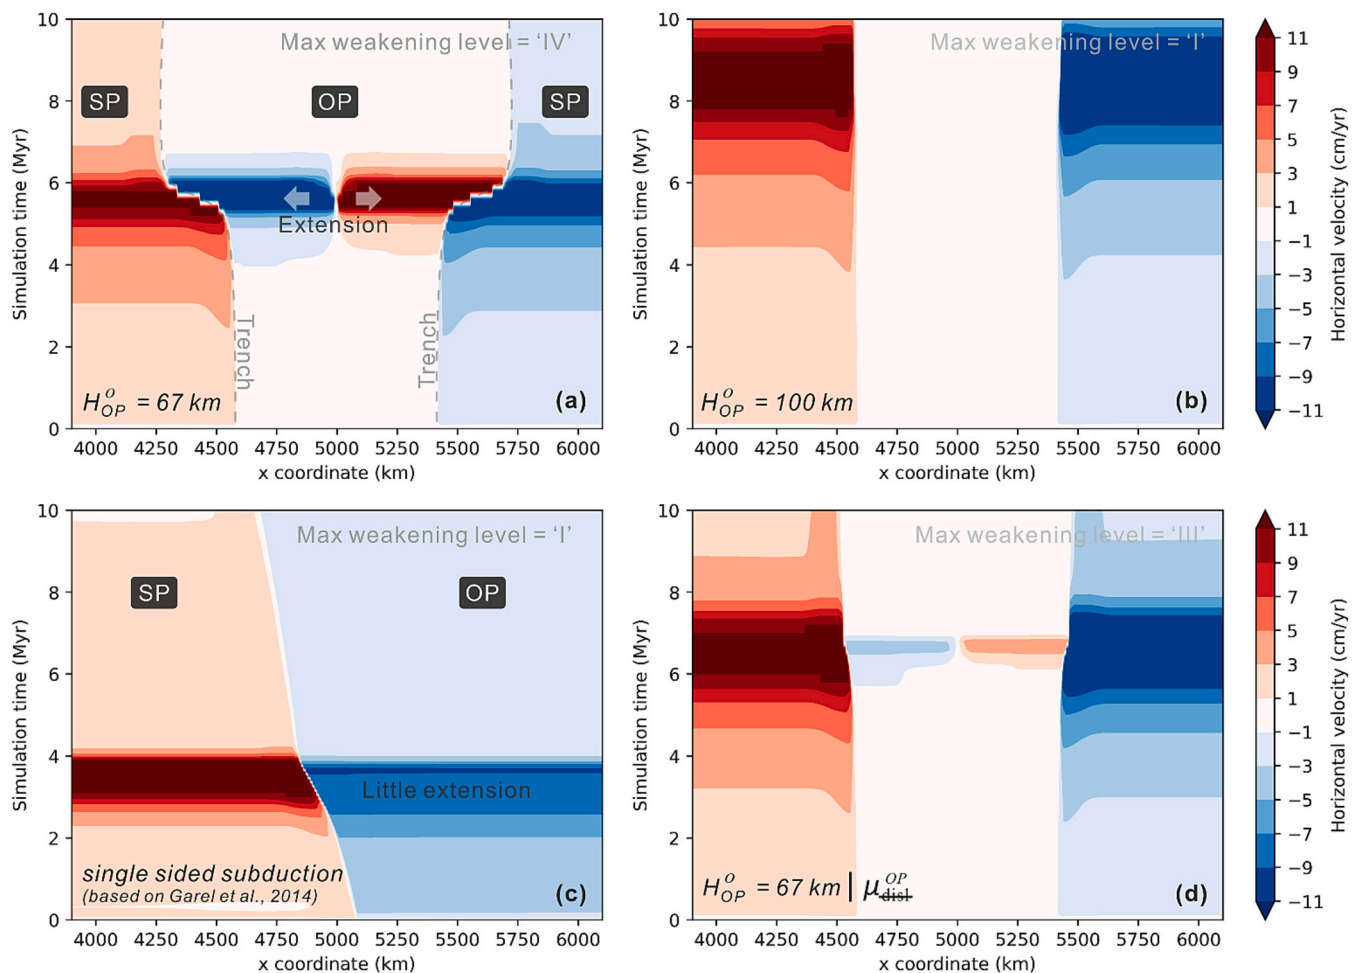 Max weakening level = 'IV'
SP
OP
SP
Extension
Trench
Trench
H°OP = 67 km
(a)
10
8
6
4
2
0
Simulation time (Myr)
4000 4250 4500 4750 5000 5250 5500 5750 6000
x coordinate (km)
Max weakening level = 'I'
H°OP = 100 km
(b)
10
8
6
4
2
0
Simulation time (Myr)
4000 4250 4500 4750 5000 5250 5500 5750 6000
x coordinate (km)
11
9
7
5
3
1
−1
−3
−5
−7
−9
−11
Horizontal velocity (cm/yr)
Max weakening level = 'I'
SP
OP
Little extension
single sided subduction
(based on Garel et al., 2014)
(c)
10
8
6
4
2
0
Simulation time (Myr)
4000 4250 4500 4750 5000 5250 5500 5750 6000
x coordinate (km)
Max weakening level = 'III'
H°OP = 67 km | μOP disl
(d)
10
8
6
4
2
0
Simulation time (Myr)
4000 4250 4500 4750 5000 5250 5500 5750 6000
x coordinate (km)
11
9
7
5
3
1
−1
−3
−5
−7
−9
−11
Horizontal velocity (cm/yr)